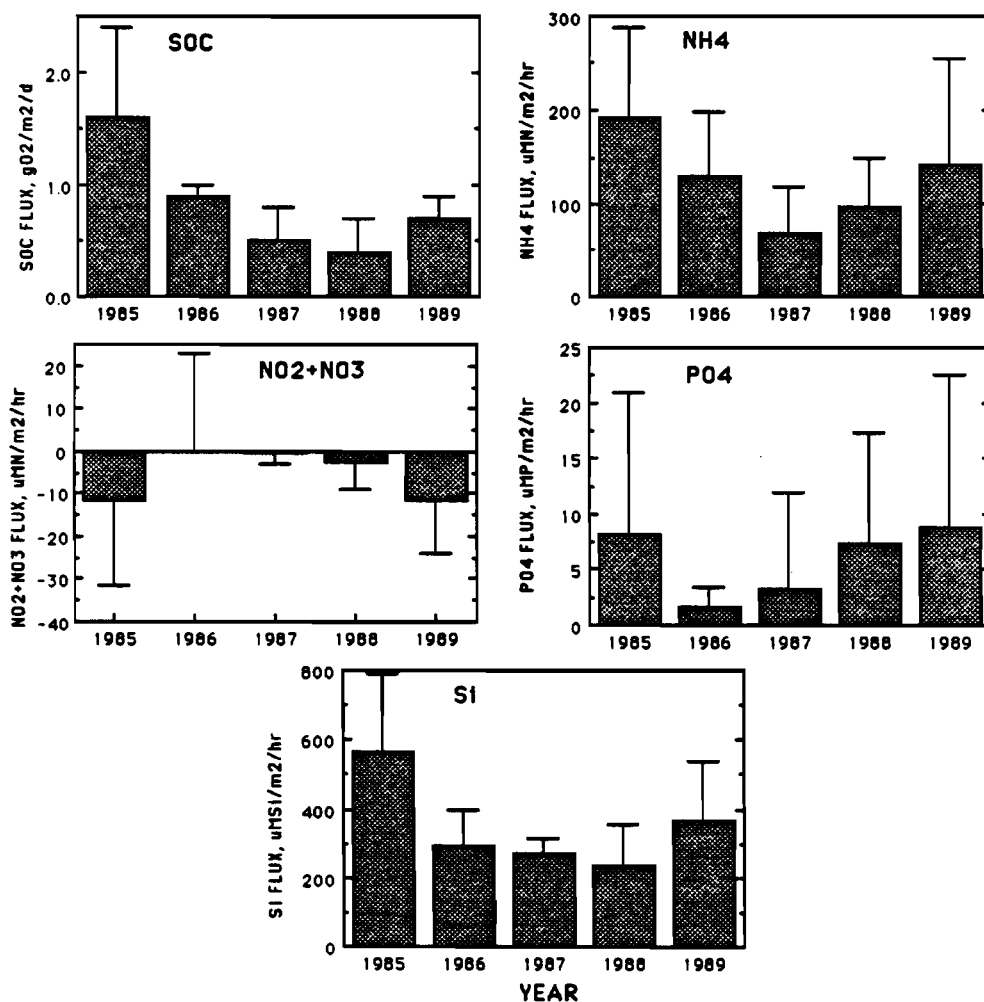 SOC
SOC FLUX, gO2/m2/d
2.0
1.0
0.0
1985 1986 1987 1988 1989
NH4
NH4 FLUX, uMN/m2/hr
300
200
100
0
1985 1986 1987 1988 1989
NO2+NO3
NO2+NO3 FLUX, uMN/m2/hr
20
10
0
-10
-20
-30
-40
1985 1986 1987 1988 1989
PO4
PO4 FLUX, uMP/m2/hr
25
20
15
10
5
0
1985 1986 1987 1988 1989
Si
SI FLUX, uMSi/m2/hr
800
600
400
200
0
1985 1986 1987 1988 1989
YEAR